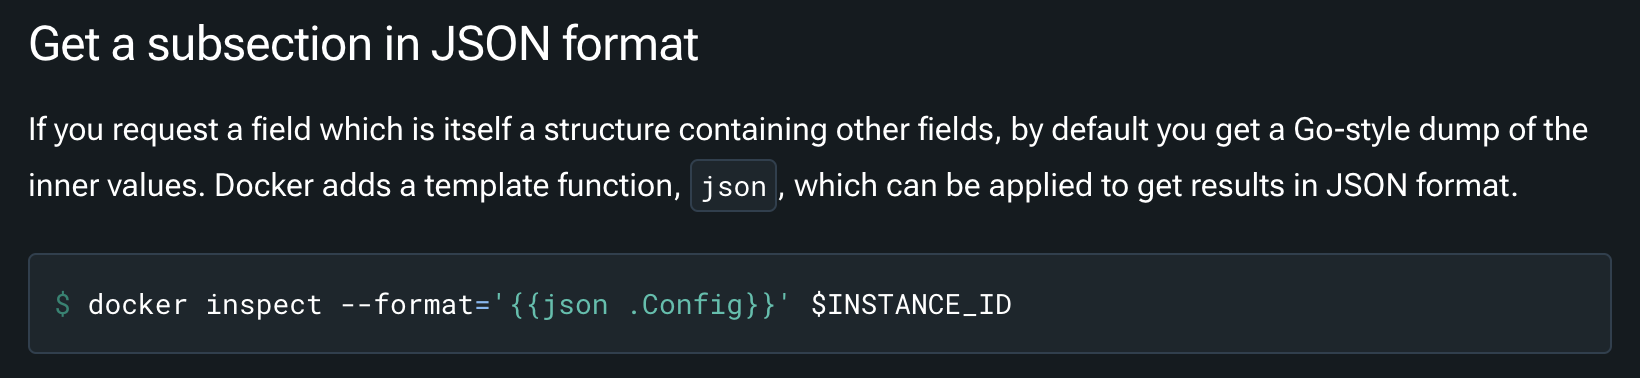 Get a subsection in JSON format
If you request a field which is itself a structure containing other fields, by default you get a Go-style dump of the
inner values. Docker adds a template function, json, which can be applied to get results in JSON format.
$ docker inspect --format='{{json .Config}}' $INSTANCE_ID